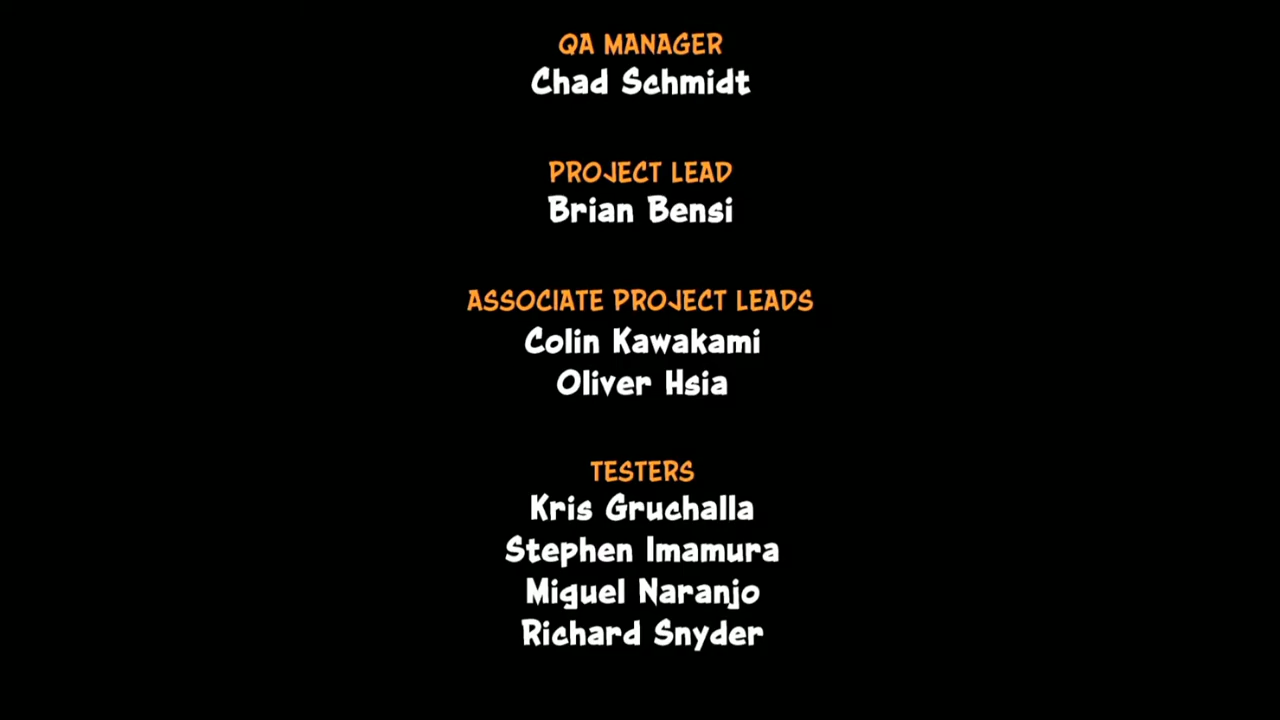 QA MANAGER
Chad Schmidt
PROJECT LEAD
Brian Bensi
ASSOCIATE PROJECT LEADS
Colin Kawakami
Oliver Hsia
TESTERS
Kris Gruchalla
Stephen Imamura
Miguel Naranjo
Richard Snyder